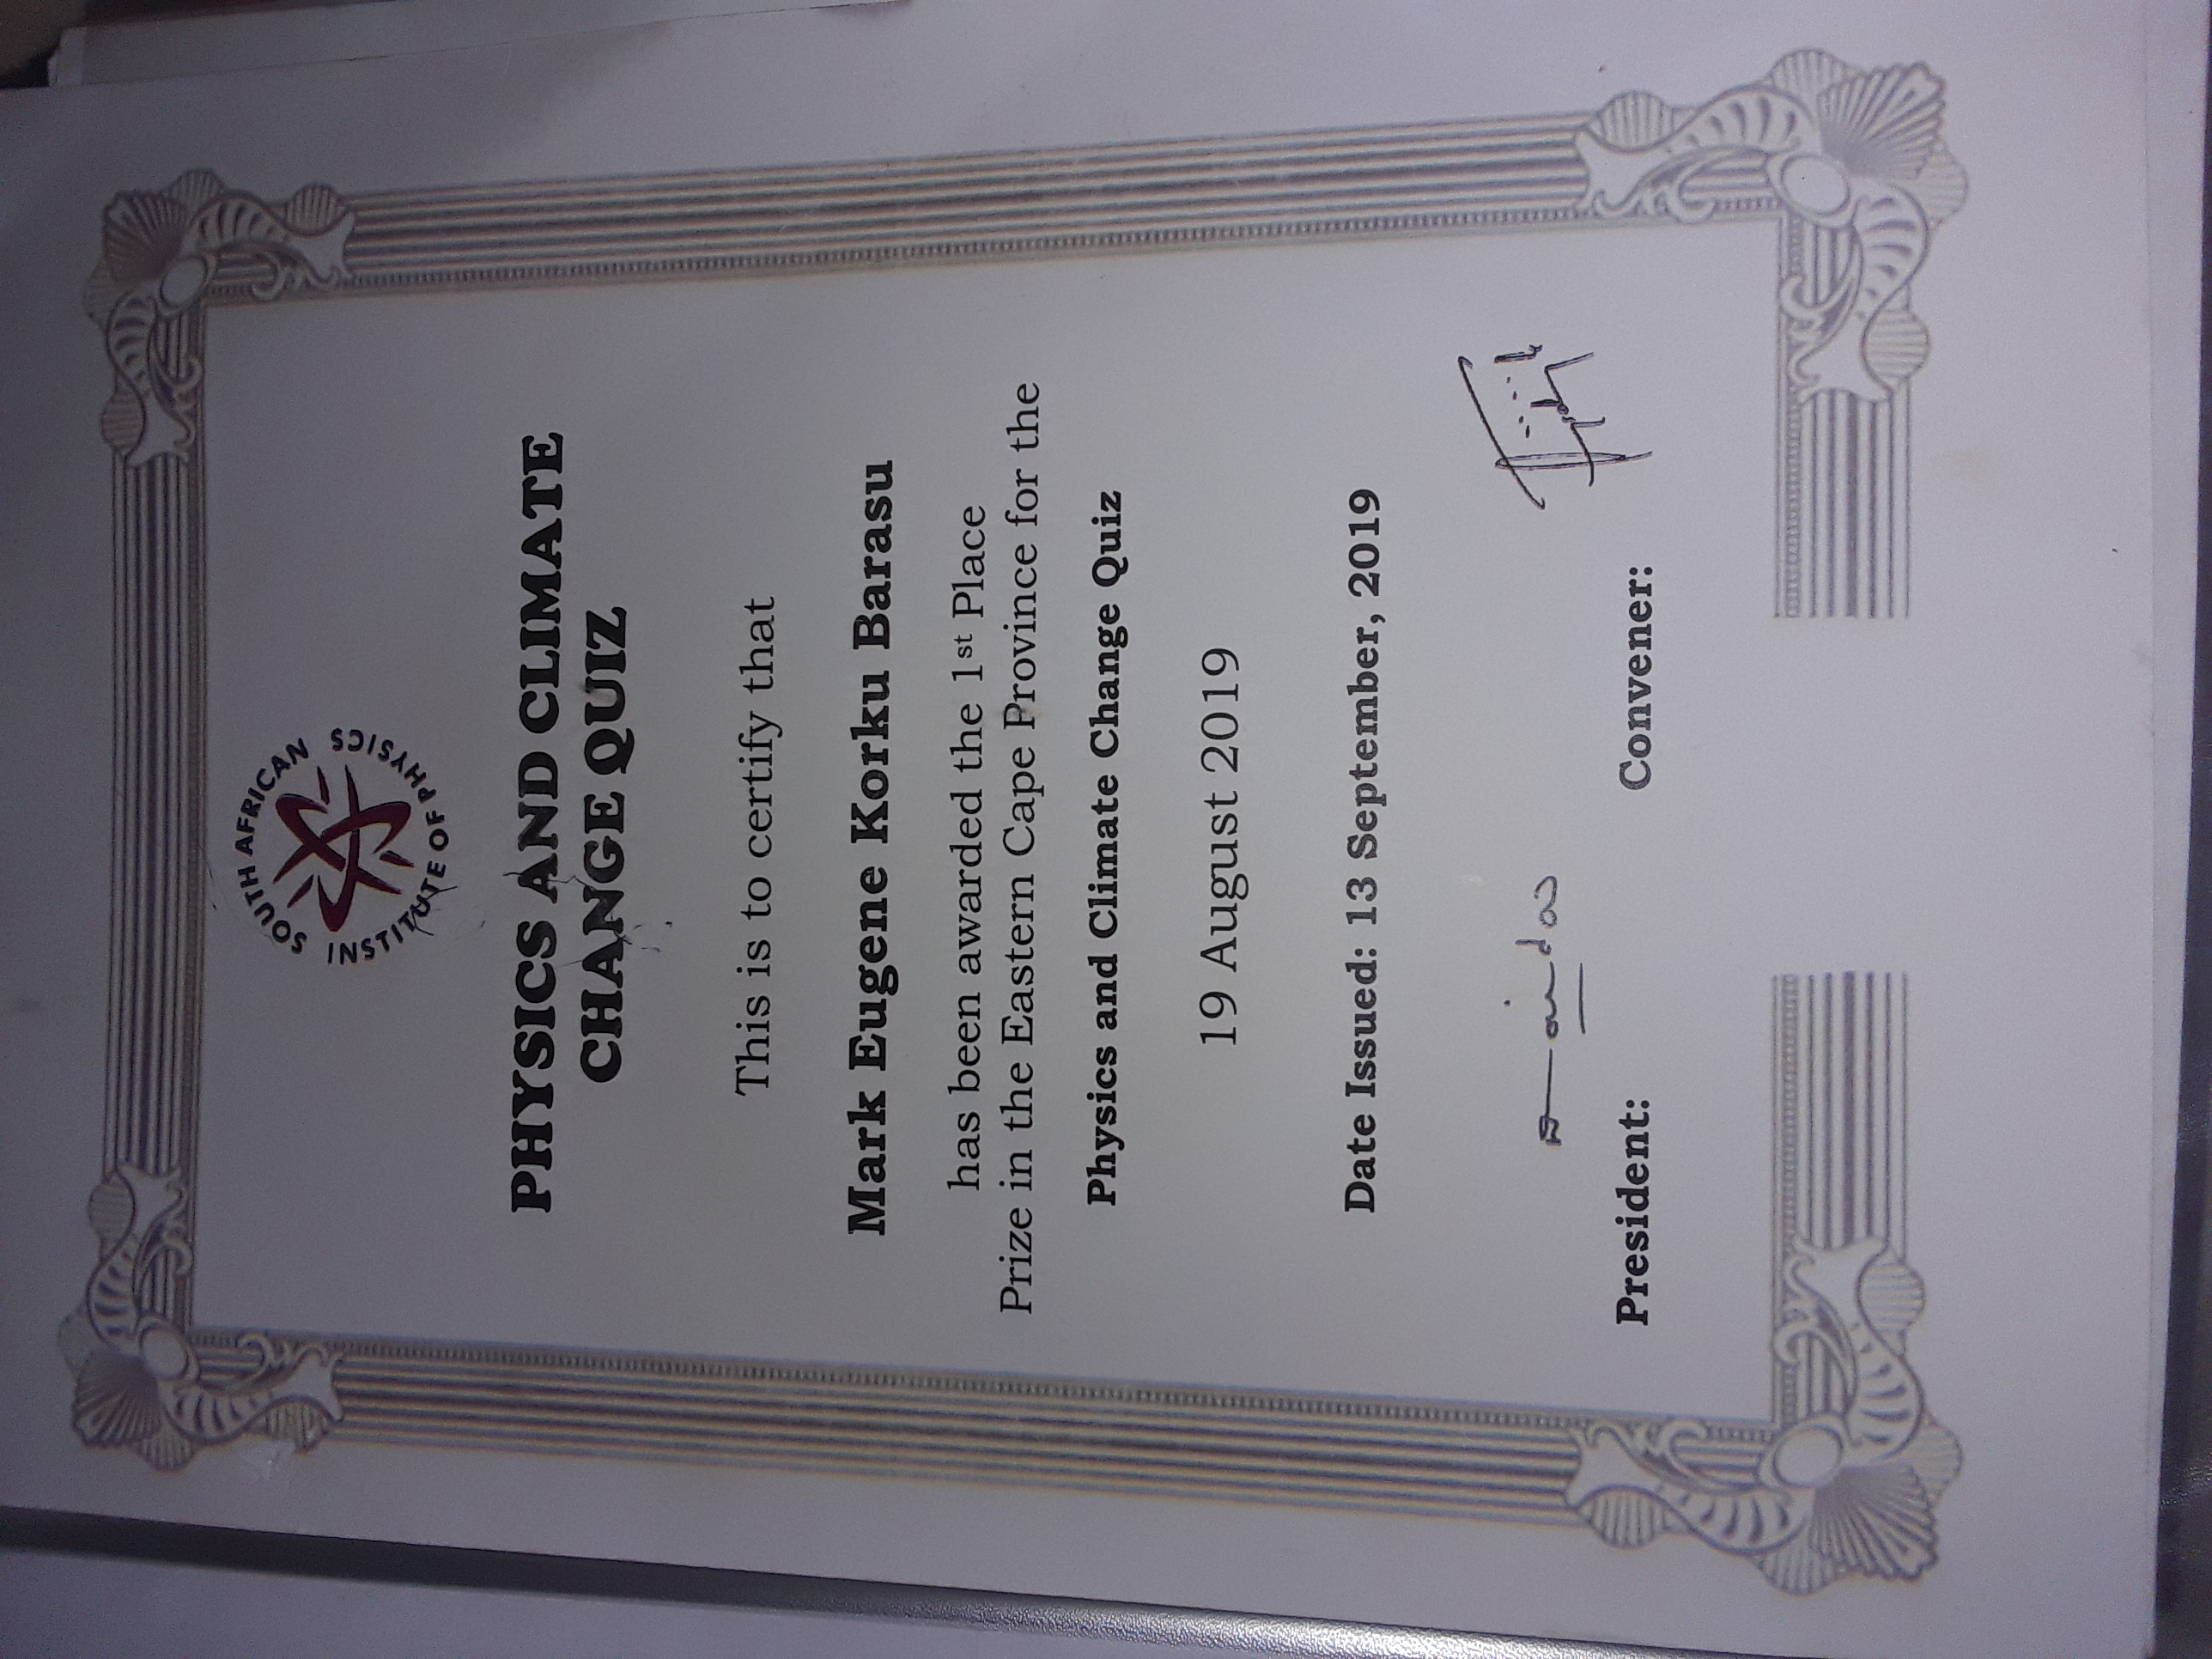 SOUTH AFRICAN
INSTITUTE OF PHYSICS
PHYSICS AND CLIMATE
CHANGE QUIZ
This is to certify that
Mark Eugene Korku Barasu
has been awarded the 1st Place
Prize in the Eastern Cape Province for the
Physics and Climate Change Quiz
19 August 2019
Date Issued: 13 September, 2019
President: Convener: